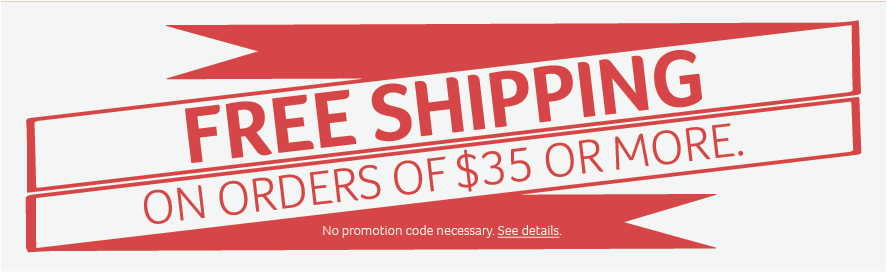 FREE SHIPPING
ON ORDERS OF $35 OR MORE.
No promotion code necessary. See details.